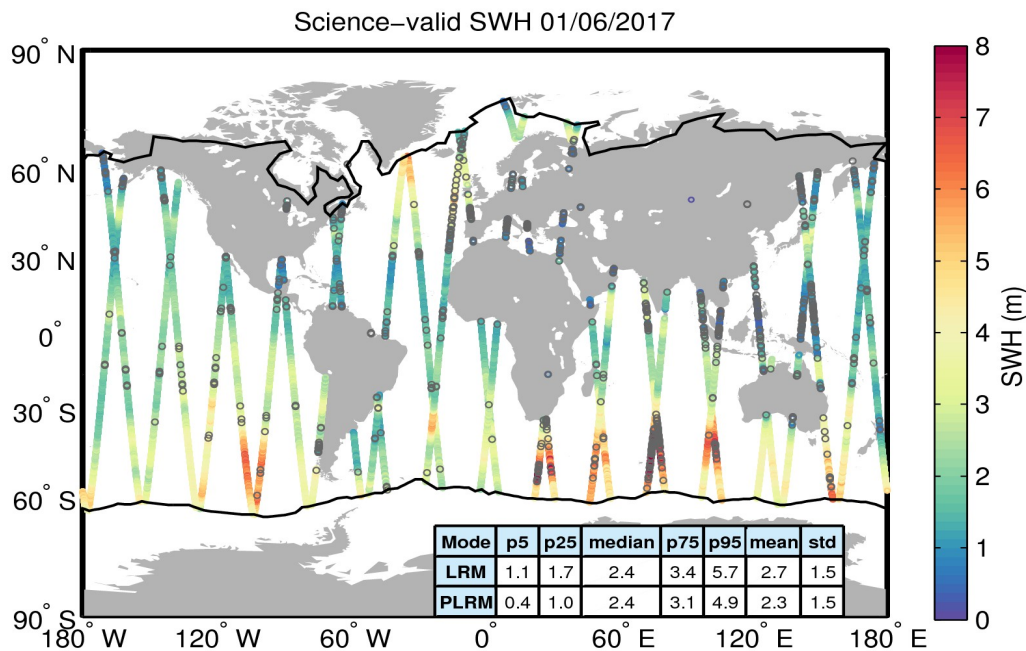 Science–valid SWH 01/06/2017
90° N
60° N
30° N
0°
30° S
60° S
90° S
180° W
120° W
60° W
0°
60° E
120° E
180° E
8
7
6
5
4
3
2
1
0
SWH (m)
Mode p5 p25 median p75 p95 mean std
LRM 1.1 1.7 2.4 3.4 5.7 2.7 1.5
PLRM 0.4 1.0 2.4 3.1 4.9 2.3 1.5